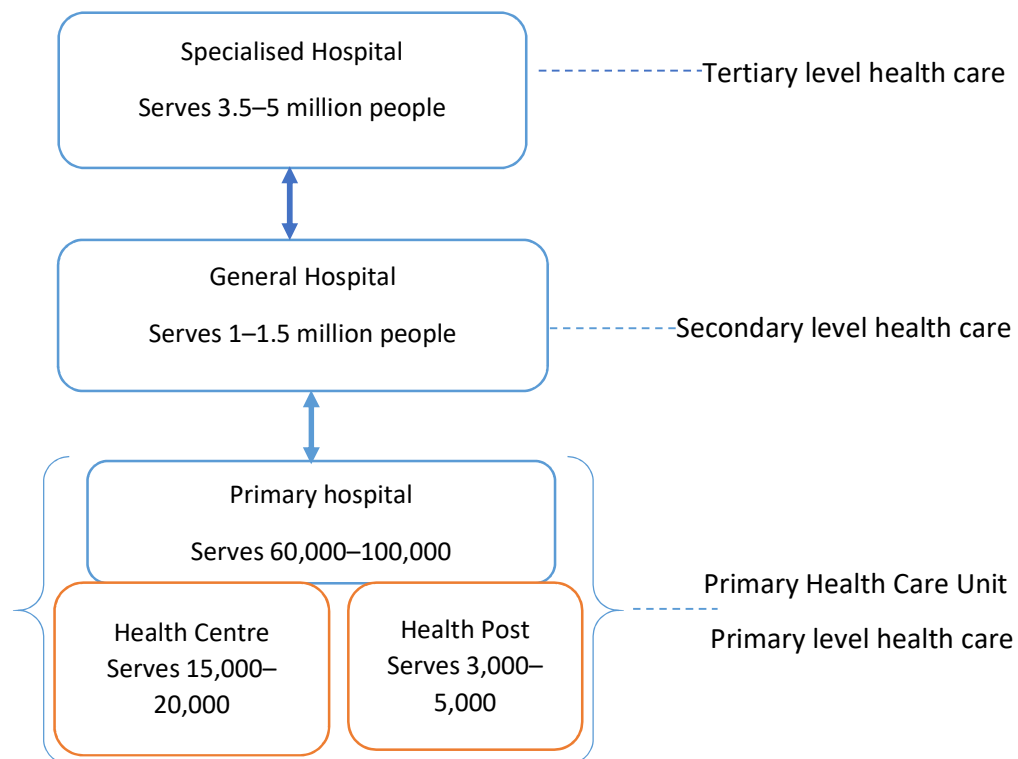 Specialised Hospital
Serves 3.5–5 million people
Tertiary level health care
General Hospital
Serves 1–1.5 million people
Secondary level health care
Primary hospital
Serves 60,000–100,000
Health Centre
Serves 15,000–
20,000
Health Post
Serves 3,000–
5,000
Primary Health Care Unit
Primary level health care